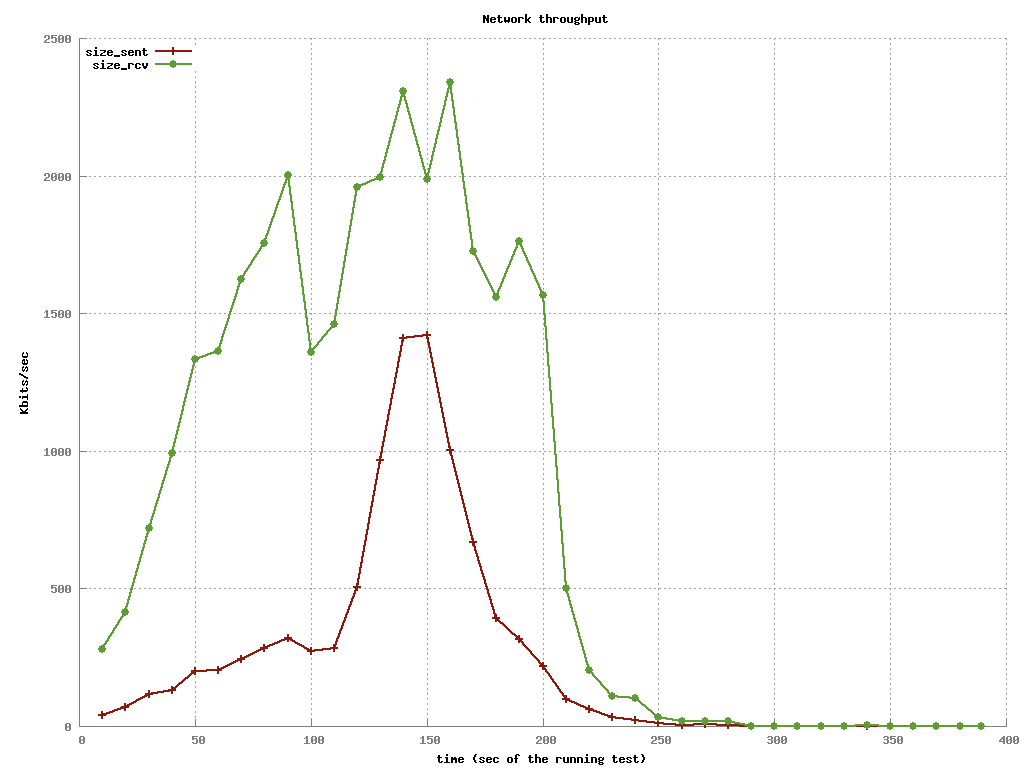 Network throughput
2500
size_sent
size_rcv
2000
1500
Kbits/sec
1000
500
0
0 50 100 150 200 250 300 350 400
time (sec of the running test)